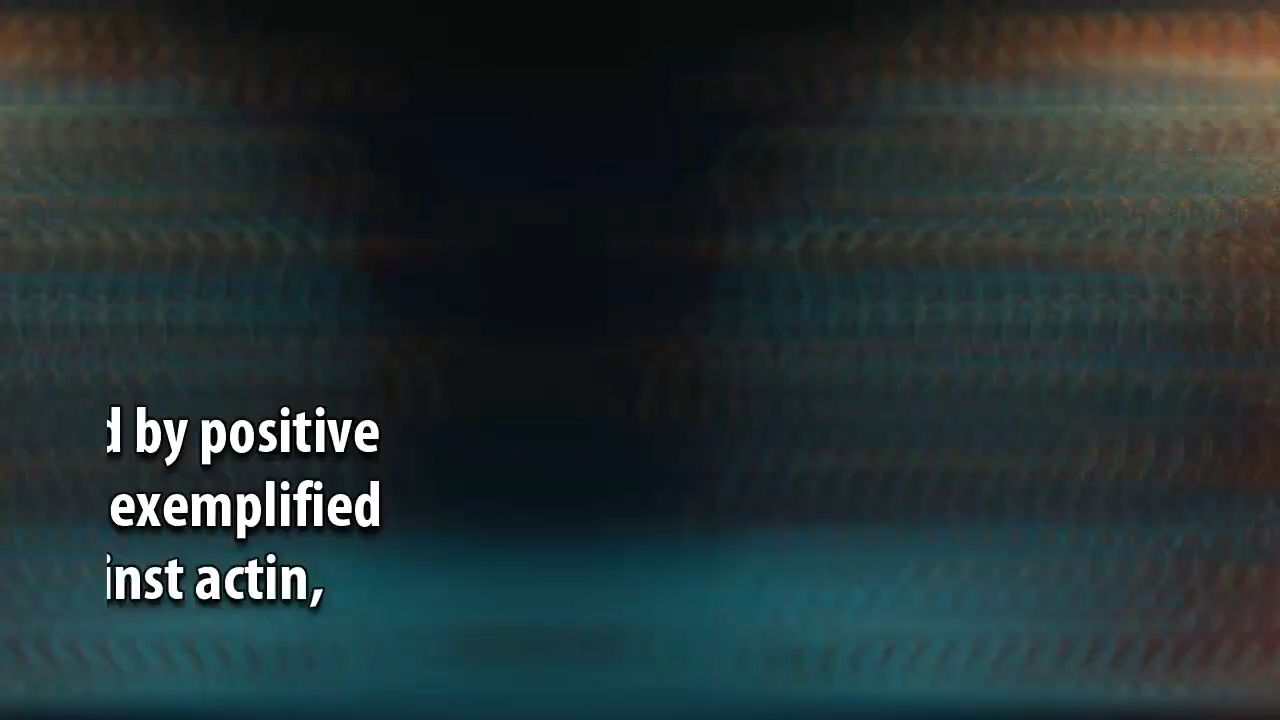 by positive
exemplified
actin,